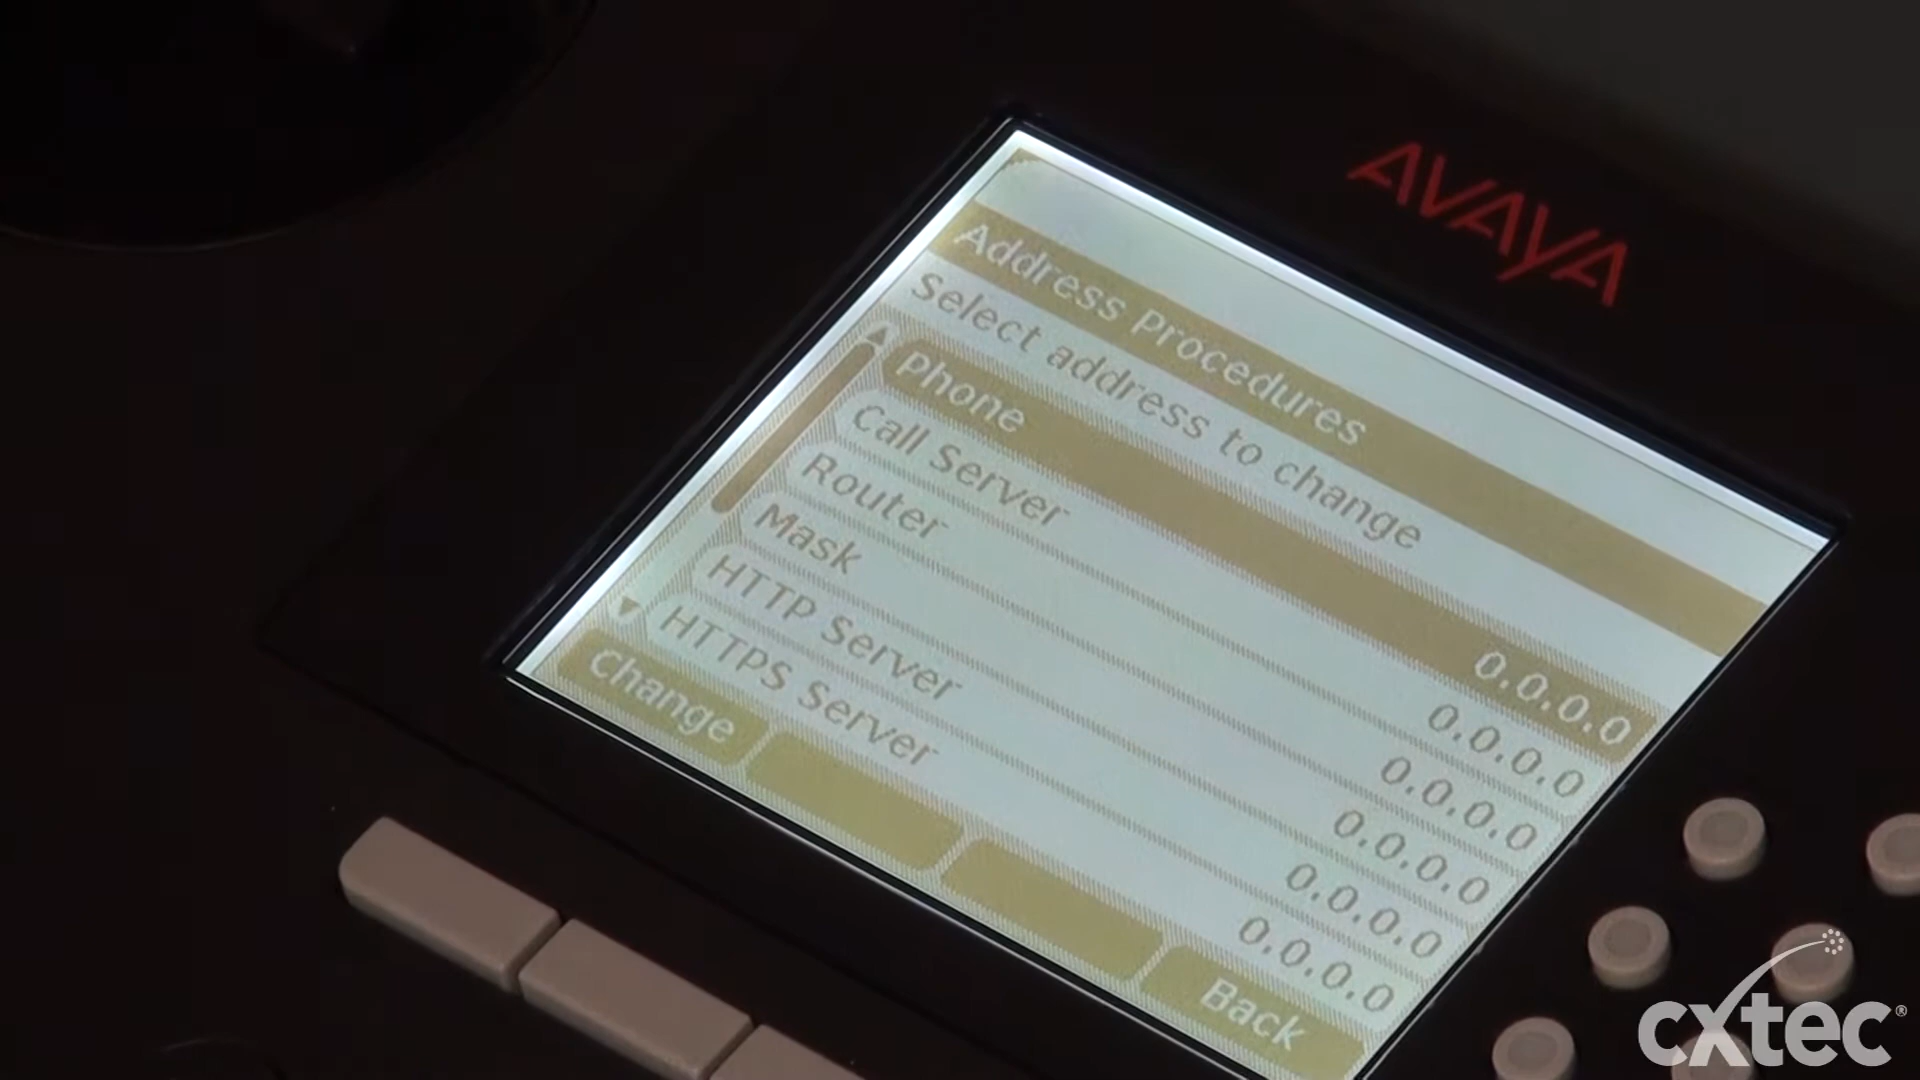 AVAYA
Address Procedures
Select address to change
Phone 0.0.0.0
Call Server 0.0.0.0
Router 0.0.0.0
Mask 0.0.0.0
HTTP Server 0.0.0.0
HTTPS Server 0.0.0.0
Change Back
cxtec®